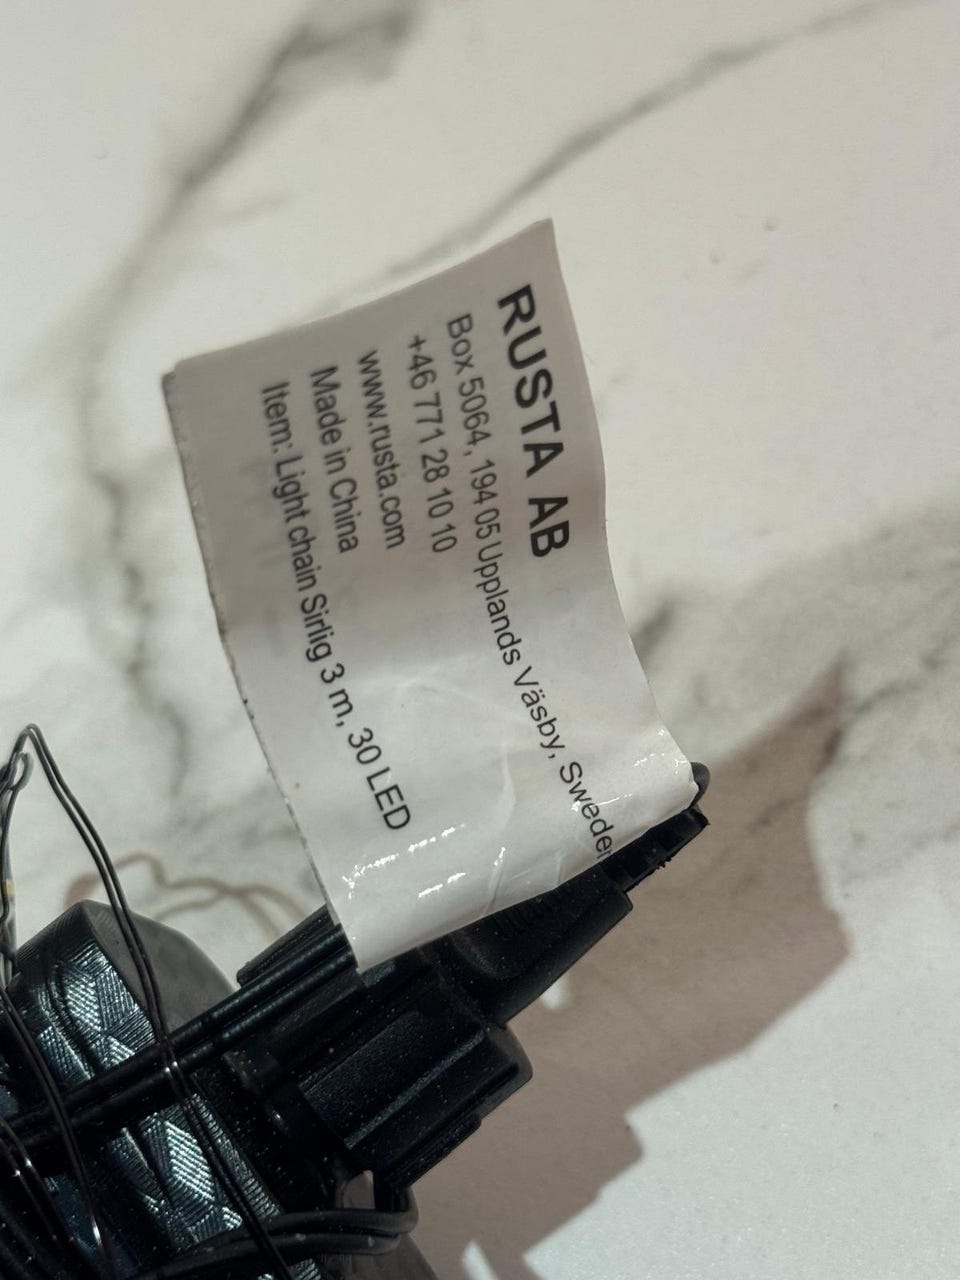 RUSTA AB
Box 5064, 194 05 Upplands Väsby, Sweden
+46 771 28 10 10
www.rusta.com
Made in China
Item: Light chain Sirlig 3 m, 30 LED